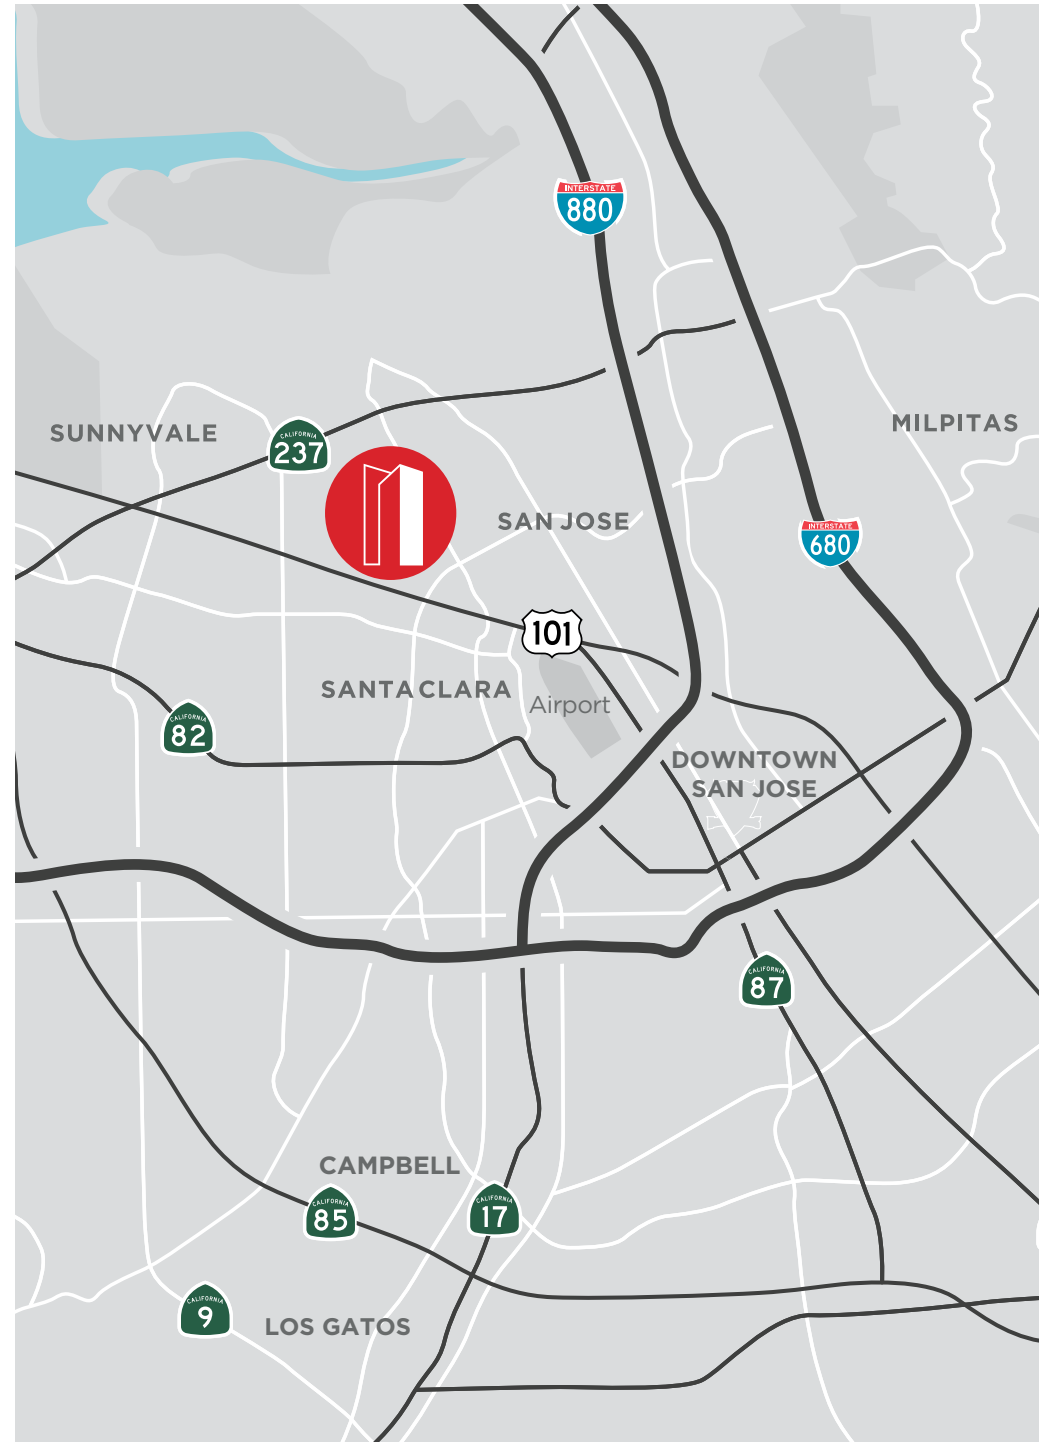 INTERSTATE
880
MILPITAS
SUNNYVALE
CALIFORNIA
237
SAN JOSE
INTERSTATE
680
101
SANTA CLARA
Airport
CALIFORNIA
82
DOWNTOWN
SAN JOSE
CALIFORNIA
87
CAMPBELL
CALIFORNIA
85
CALIFORNIA
17
CALIFORNIA
9
LOS GATOS